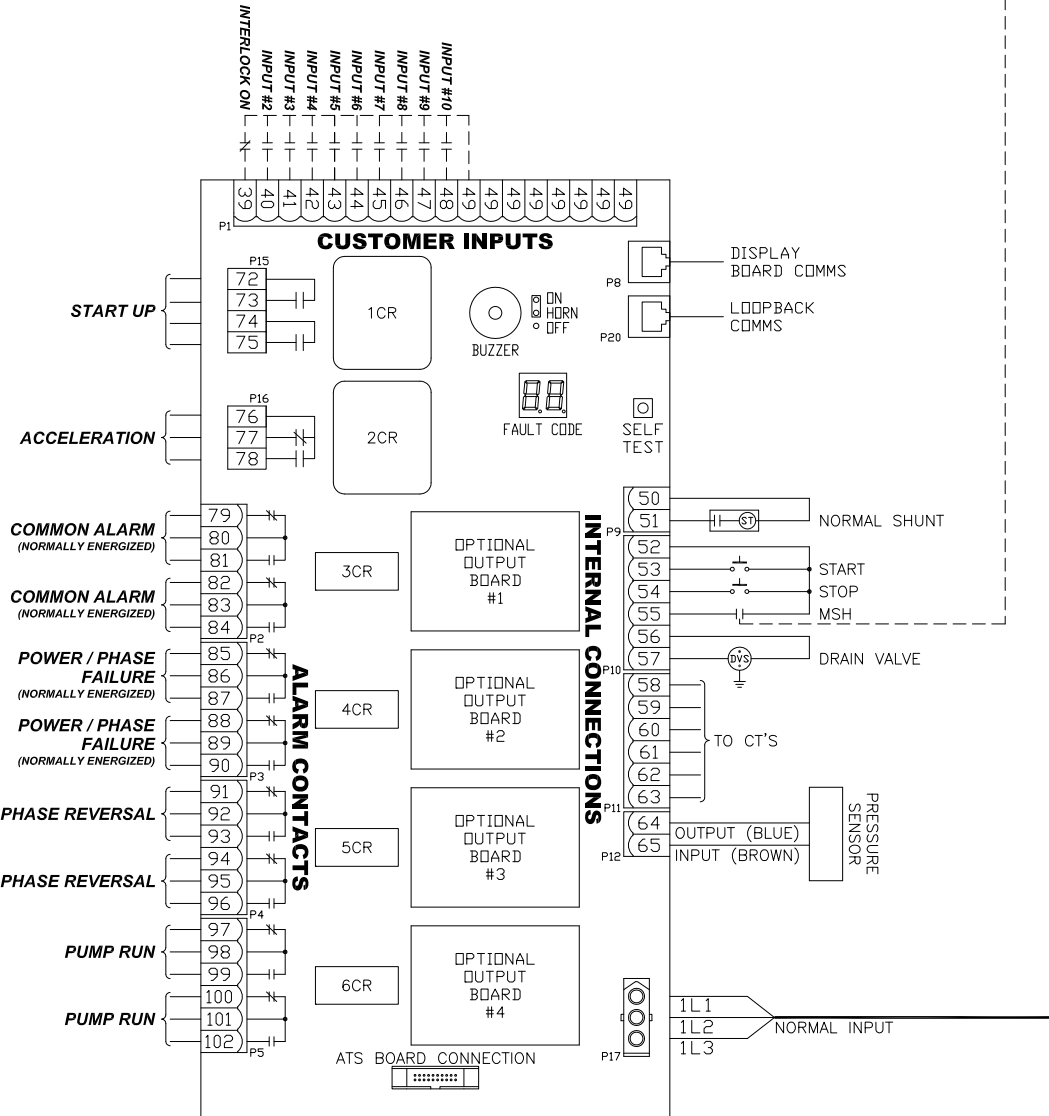 INTERLOCK ON
INPUT #2
INPUT #3
INPUT #4
INPUT #5
INPUT #6
INPUT #7
INPUT #8
INPUT #9
INPUT #10
39 40 41 42 43 44 45 46 47 48 49 49 49 49 49 49 49 49
P1
CUSTOMER INPUTS
START UP
P15
72
73
74
75
1CR
BUZZER
ON
HORN
OFF
P8
DISPLAY
BOARD COMMS
P20
LOOPBACK
COMMS
ACCELERATION
P16
76
77
78
2CR
FAULT CODE
SELF
TEST
COMMON ALARM
(NORMALLY ENERGIZED)
79
80
81
COMMON ALARM
(NORMALLY ENERGIZED)
82
83
84
P2
3CR
OPTIONAL
OUTPUT
BOARD
#1
POWER / PHASE
FAILURE
(NORMALLY ENERGIZED)
85
86
87
POWER / PHASE
FAILURE
(NORMALLY ENERGIZED)
88
89
90
P3
4CR
OPTIONAL
OUTPUT
BOARD
#2
ALARM CONTACTS
PHASE REVERSAL
91
92
93
PHASE REVERSAL
94
95
96
P4
5CR
OPTIONAL
OUTPUT
BOARD
#3
PUMP RUN
97
98
99
PUMP RUN
100
101
102
P5
6CR
OPTIONAL
OUTPUT
BOARD
#4
ATS BOARD CONNECTION
INTERNAL CONNECTIONS
50
51
P9
ST
NORMAL SHUNT
52
53
START
54
STOP
55
MSH
56
57
P10
DVS
DRAIN VALVE
58
59
60
61
62
63
P11
TO CT'S
64
OUTPUT (BLUE)
65
P12
INPUT (BROWN)
PRESSURE
SENSOR
P17
1L1
1L2
1L3
NORMAL INPUT